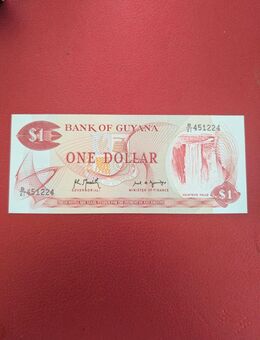 BANK OF GUYANA
$1
451224
ONE DOLLAR
451224
GOVERNOR
MINISTER OF FINANCE
KAIETEUR FALLS
$1